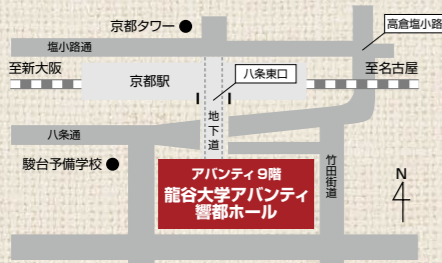 京都タワー
高倉塩小路
塩小路通
至新大阪
京都駅
八条東口
至名古屋
地下道
八条通
駿台予備学校
アバンティ9階
龍谷大学アバンティ
響都ホール
竹田街道
N